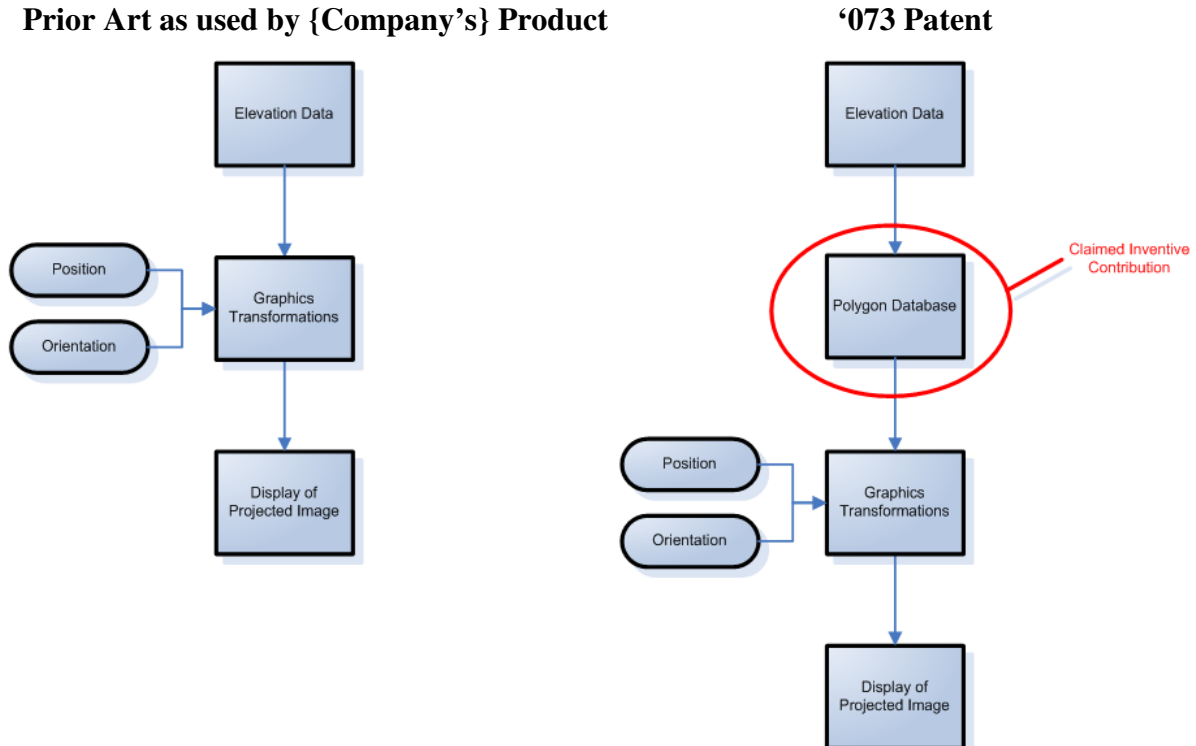 Prior Art as used by {Company's} Product
Elevation Data
Position
Orientation
Graphics
Transformations
Display of
Projected Image
‘073 Patent
Elevation Data
Claimed Inventive
Contribution
Polygon Database
Position
Orientation
Graphics
Transformations
Display of
Projected Image